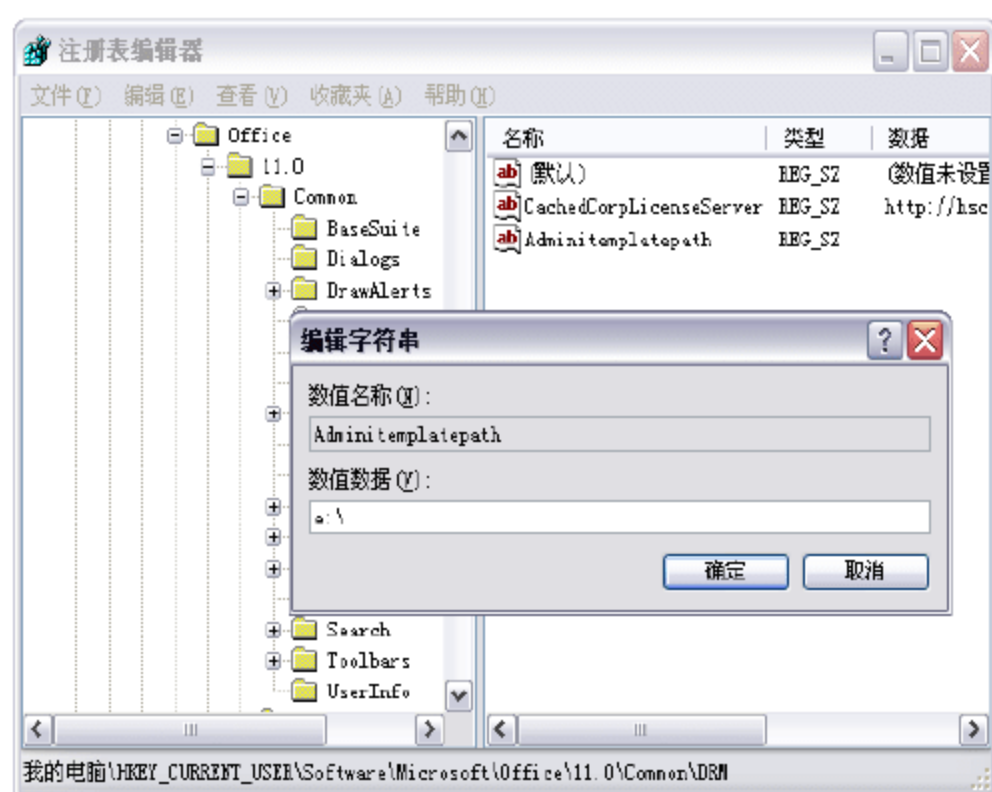 注册表编辑器
文件(F) 编辑(E) 查看(V) 收藏夹(A) 帮助(H)
Office
11.0
Common
BaseSuite
Dialogs
DrawAlerts
Search
Toolbars
UserInfo
名称 类型 数据
(默认) REG_SZ (数值未设置
CachedCorpLicenseServer REG_SZ http://hsc
Adminitemplatepath REG_SZ
编辑字符串
数值名称(N):
Adminitemplatepath
数值数据(V):
e:\
确定 取消
我的电脑\HKEY_CURRENT_USER\Software\Microsoft\Office\11.0\Common\DRM